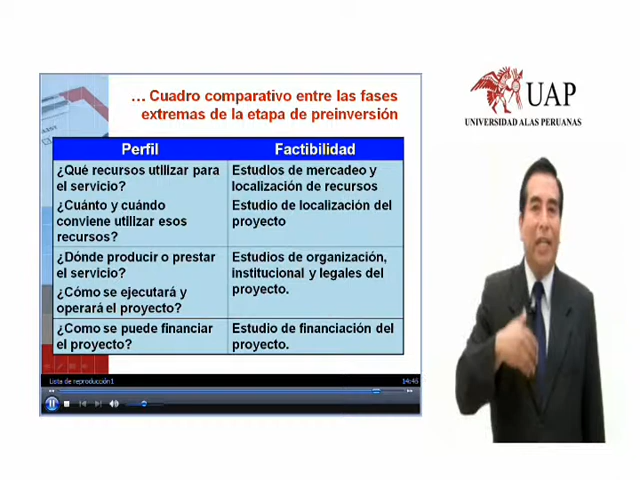 ... Cuadro comparativo entre las fases
extremas de la etapa de preinversión
Perfil
Factibilidad
¿Qué recursos utilizar para
el servicio?
¿Cuánto y cuándo
conviene utilizar esos
recursos?
Estudios de mercadeo y
localización de recursos
Estudio de localización del
proyecto
¿Dónde producir o prestar
el servicio?
¿Cómo se ejecutará y
operará el proyecto?
Estudios de organización,
institucional y legales del
proyecto.
¿Como se puede financiar
el proyecto?
Estudio de financiación del
proyecto.
Lista de reproducción1
14:45
UAP
UNIVERSIDAD ALAS PERUANAS